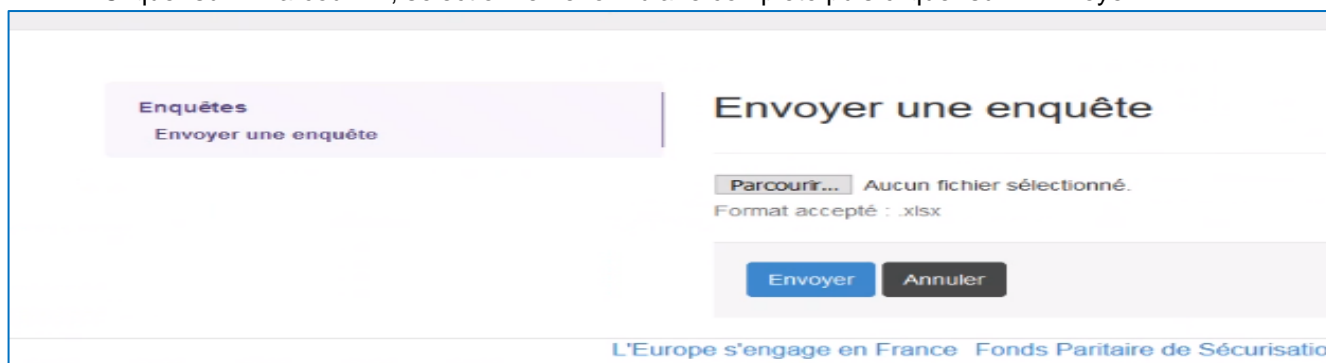 Enquêtes
Envoyer une enquête
Envoyer une enquête
Parcourir... Aucun fichier sélectionné.
Format accepté : .xlsx
Envoyer Annuler
L'Europe s'engage en France Fonds Paritaire de